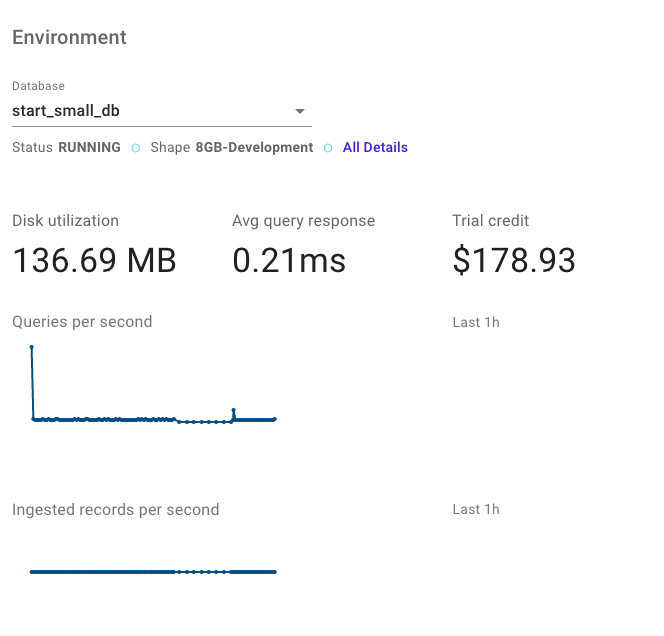 Environment
Database
start_small_db
Status RUNNING Shape 8GB-Development All Details
Disk utilization Avg query response Trial credit
136.69 MB 0.21ms $178.93
Queries per second Last 1h
Ingested records per second Last 1h